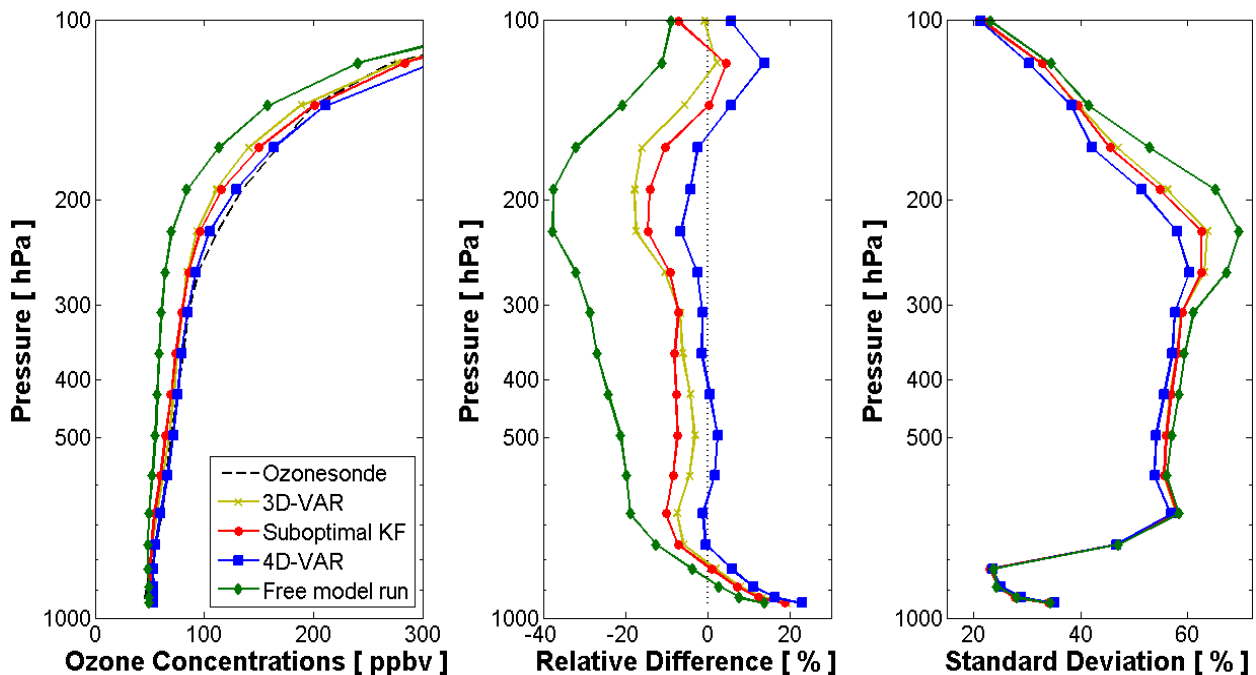 100
200
300
400
500
1000
Pressure [ hPa]
0 100 200 300
Ozone Concentrations [ ppbv]
Ozonesonde
3D-VAR
Suboptimal KF
4D-VAR
Free model run
100
200
300
400
500
1000
Pressure [ hPa]
-40 -20 0 20
Relative Difference [ %]
100
200
300
400
500
1000
Pressure [ hPa]
20 40 60
Standard Deviation [ %]